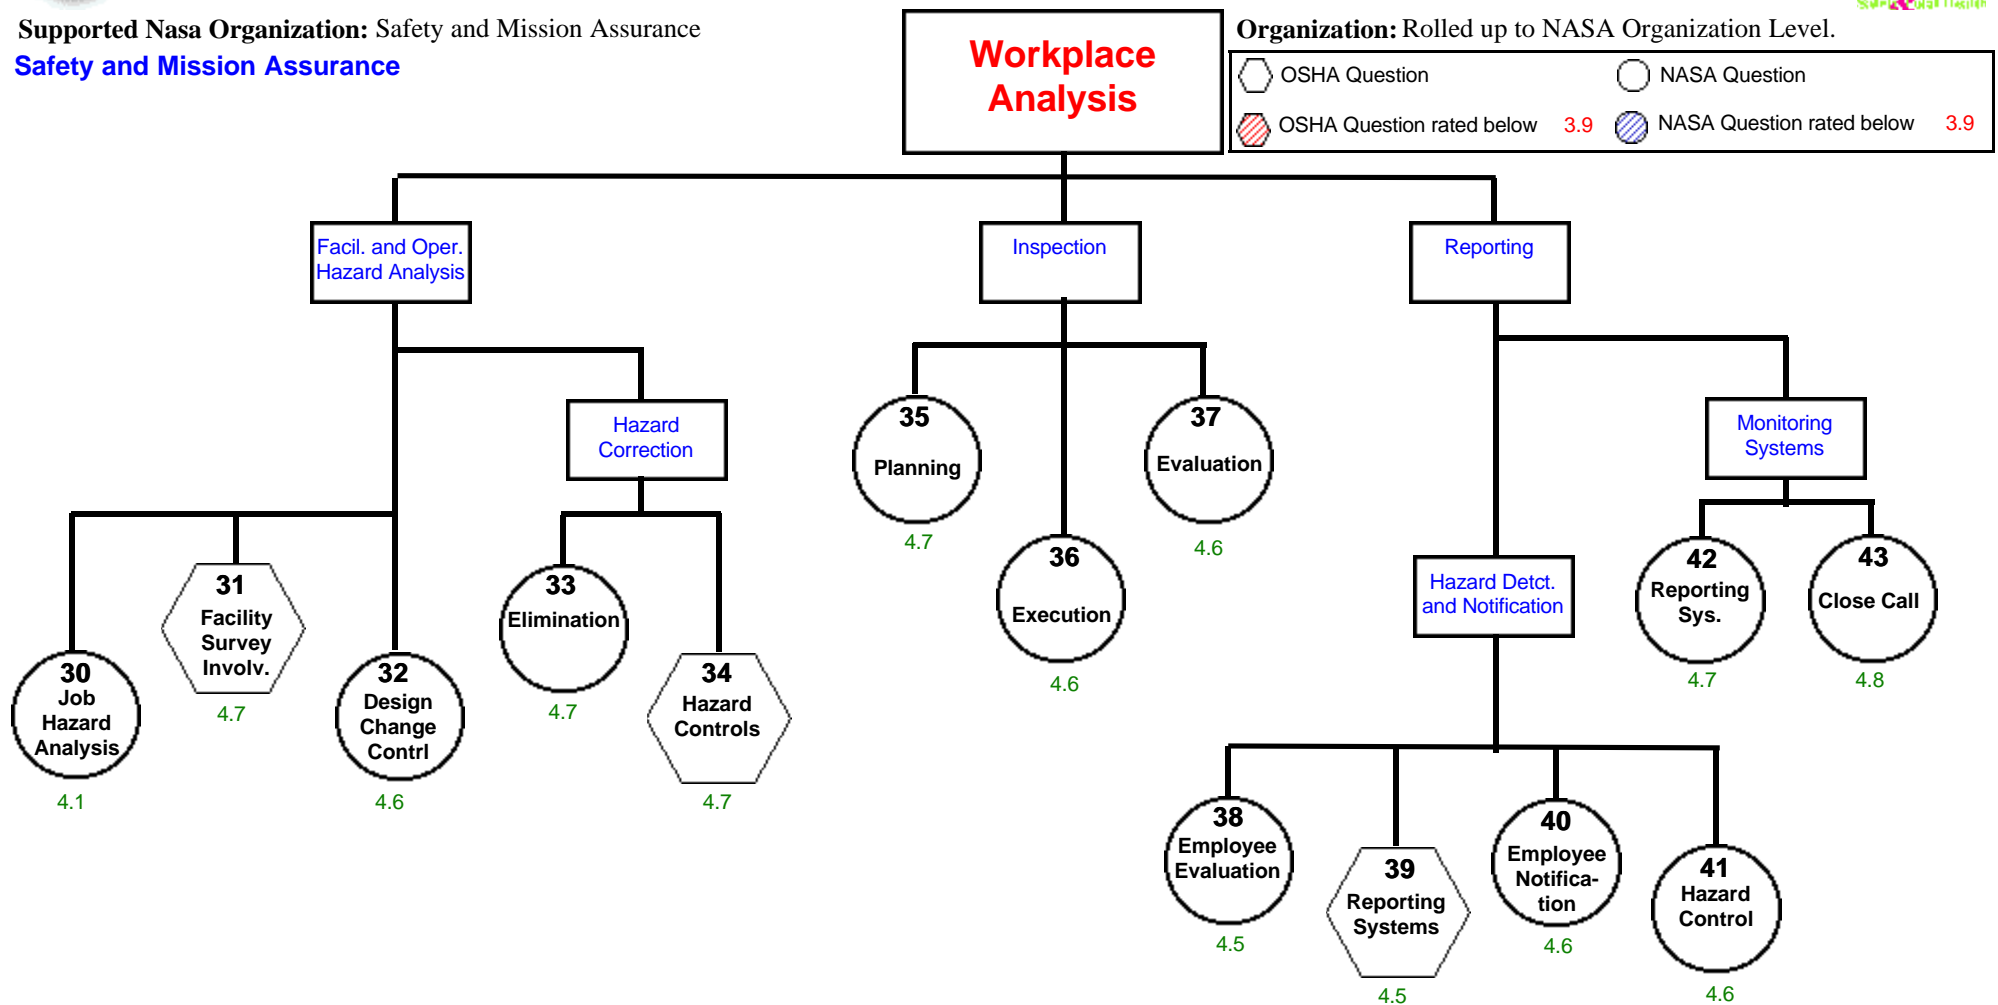 Supported Nasa Organization: Safety and Mission Assurance
Safety and Mission Assurance
Workplace
Analysis
Organization: Rolled up to NASA Organization Level.
OSHA Question
NASA Question
OSHA Question rated below 3.9
NASA Question rated below 3.9
Facil. and Oper.
Hazard Analysis
Inspection
Reporting
Hazard
Correction
Monitoring
Systems
Hazard Detct.
and Notification
30
Job
Hazard
Analysis
4.1
31
Facility
Survey
Involv.
4.7
32
Design
Change
Contrl
4.6
33
Elimination
4.7
34
Hazard
Controls
4.7
35
Planning
4.7
36
Execution
4.6
37
Evaluation
4.6
38
Employee
Evaluation
4.5
39
Reporting
Systems
4.5
40
Employee
Notifica-
tion
4.6
41
Hazard
Control
4.6
42
Reporting
Sys.
4.7
43
Close Call
4.8